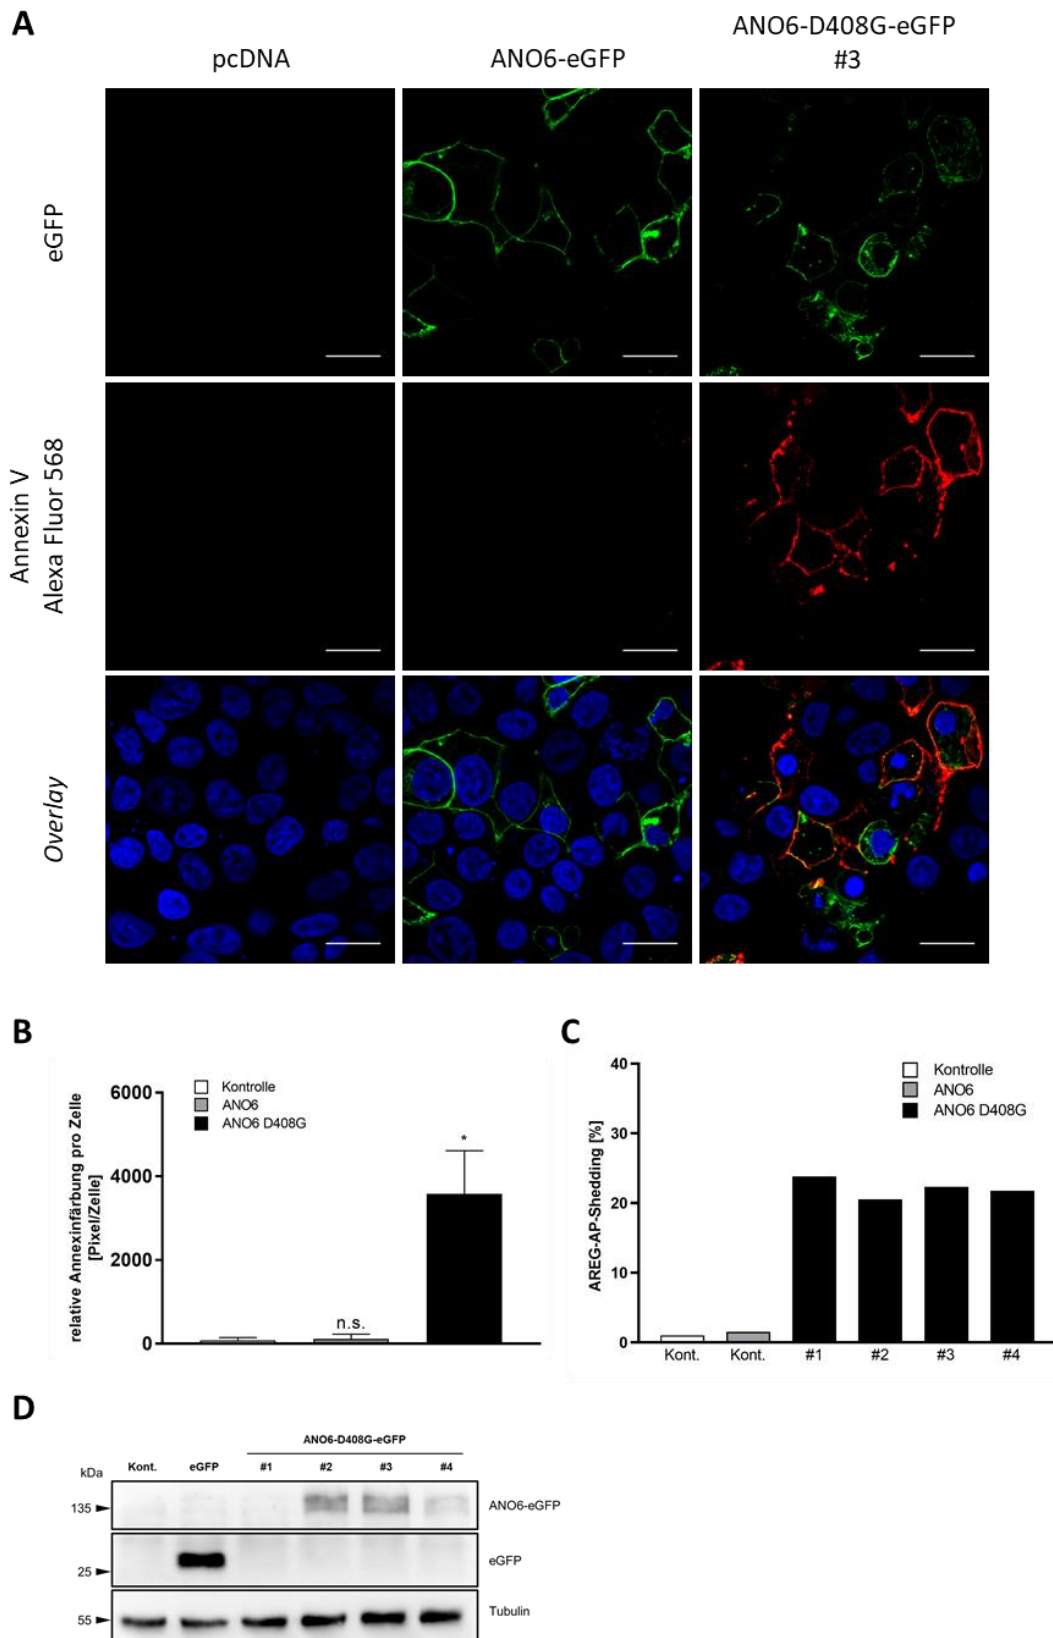 A
pcDNA
ANO6-eGFP
ANO6-D408G-eGFP
#3
eGFP
Annexin V
Alexa Fluor 568
Overlay
B
relative Annexinfärbung pro Zelle
[Pixel/Zelle]
6000
4000
2000
0
Kontrolle
ANO6
ANO6 D408G
n.s.
*
C
AREG-AP-Shedding [%]
40
30
20
10
0
Kontrolle
ANO6
ANO6 D408G
Kont.
Kont.
#1
#2
#3
#4
D
ANO6-D408G-eGFP
kDa
Kont.
eGFP
#1
#2
#3
#4
135
ANO6-eGFP
25
eGFP
55
Tubulin